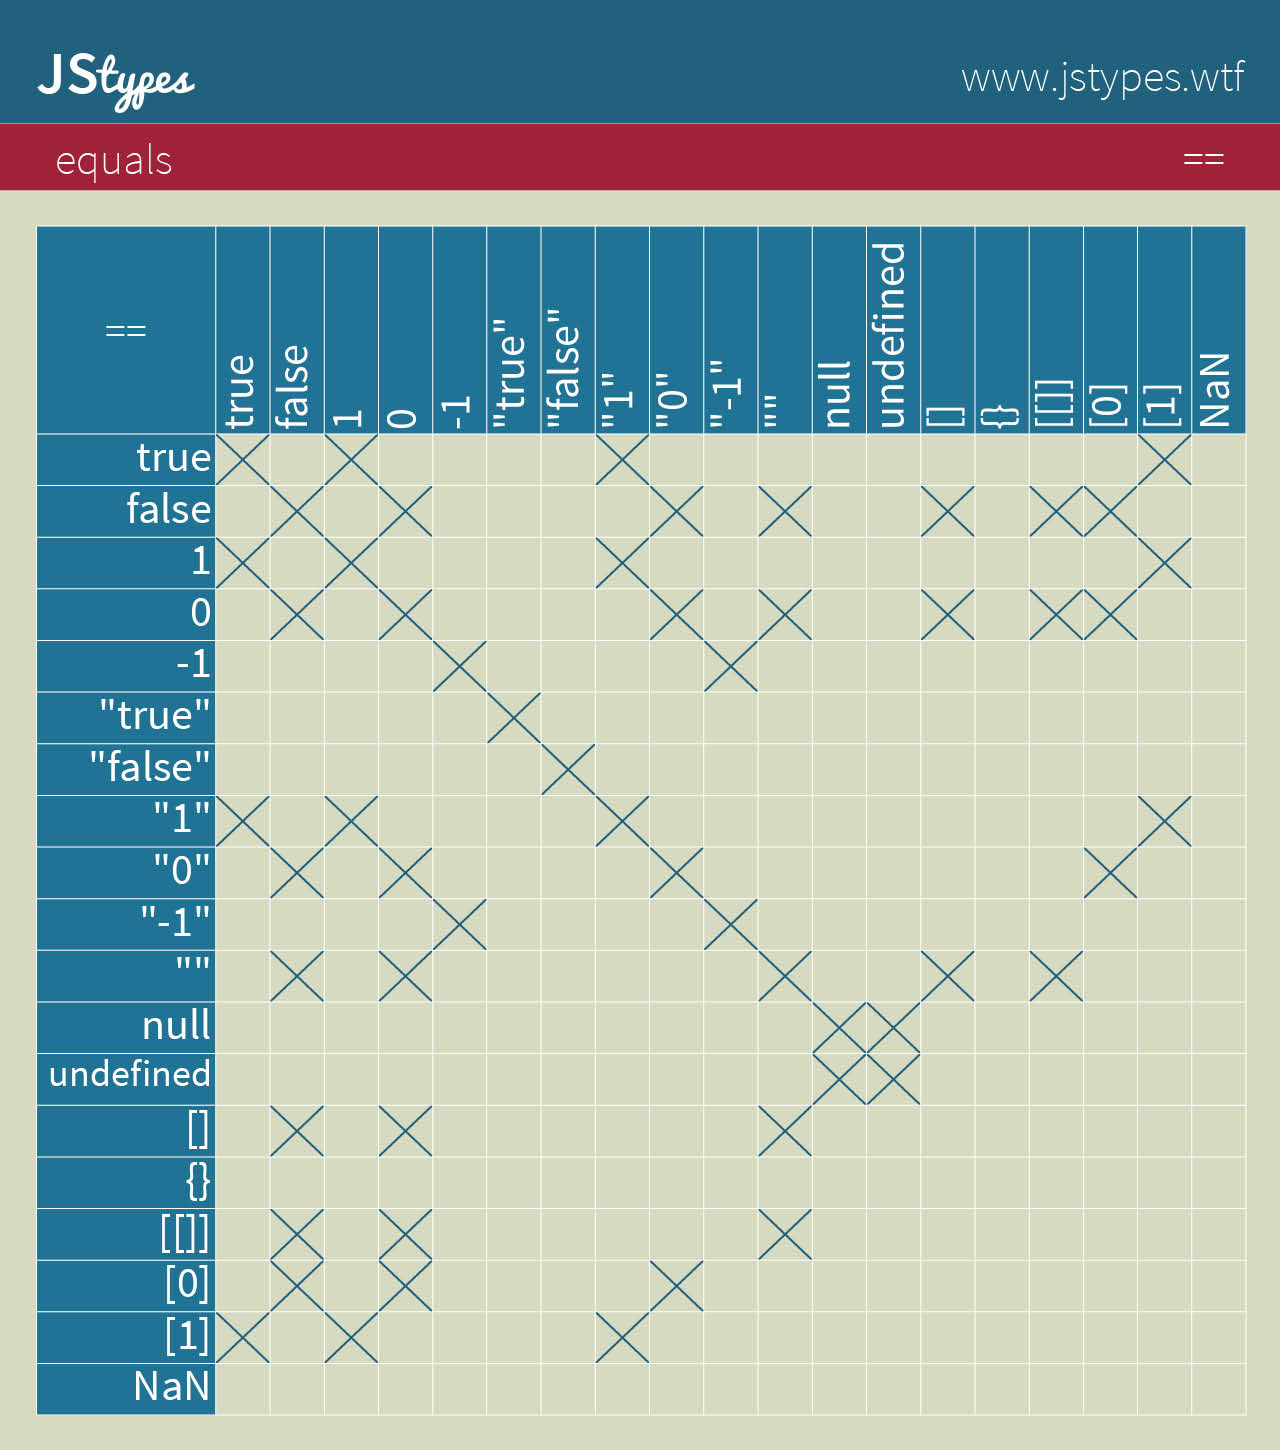 JStypes
www.jstypes.wtf
equals ==
== true false 1 0 -1 "true" "false" "1" "0" "-1" "" null undefined [] {} [[]] [0] [1] NaN
true
false
1
0
-1
"true"
"false"
"1"
"0"
"-1"
""
null
undefined
[]
{}
[[]]
[0]
[1]
NaN